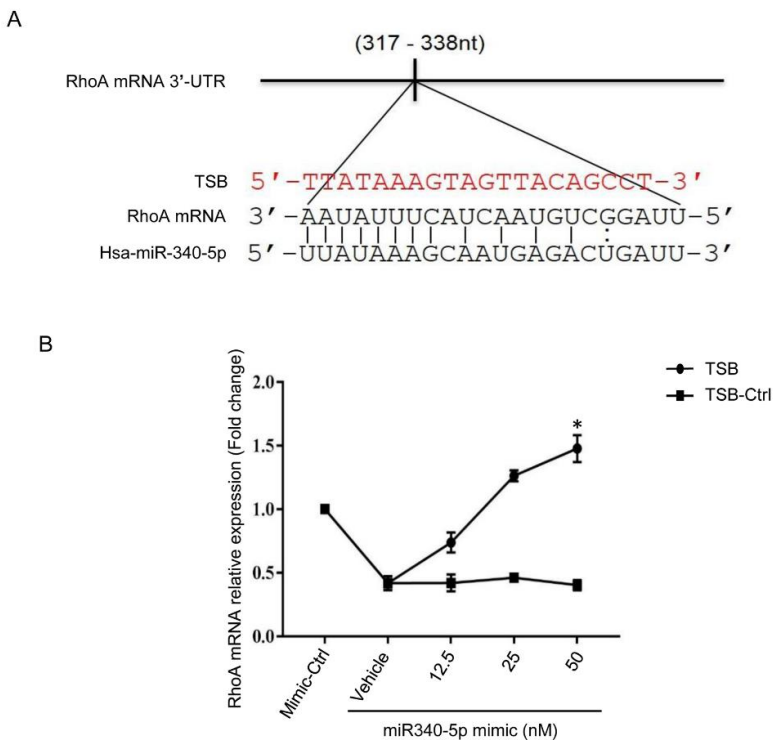 A
(317 - 338nt)
RhoA mRNA 3'-UTR
TSB 5'-TTATAAAGTAGTTACAGCCT-3'
RhoA mRNA 3'-AAUAUUUCAUCAAUGUCGGAUU-5'
Hsa-miR-340-5p 5'-UUAUAAAGCAAUGAGACUGAUU-3'
B
RhoA mRNA relative expression (Fold change)
2.0
1.5
1.0
0.5
0.0
*
TSB
TSB-Ctrl
Mimic-Ctrl
Vehicle
12.5
25
50
miR340-5p mimic (nM)